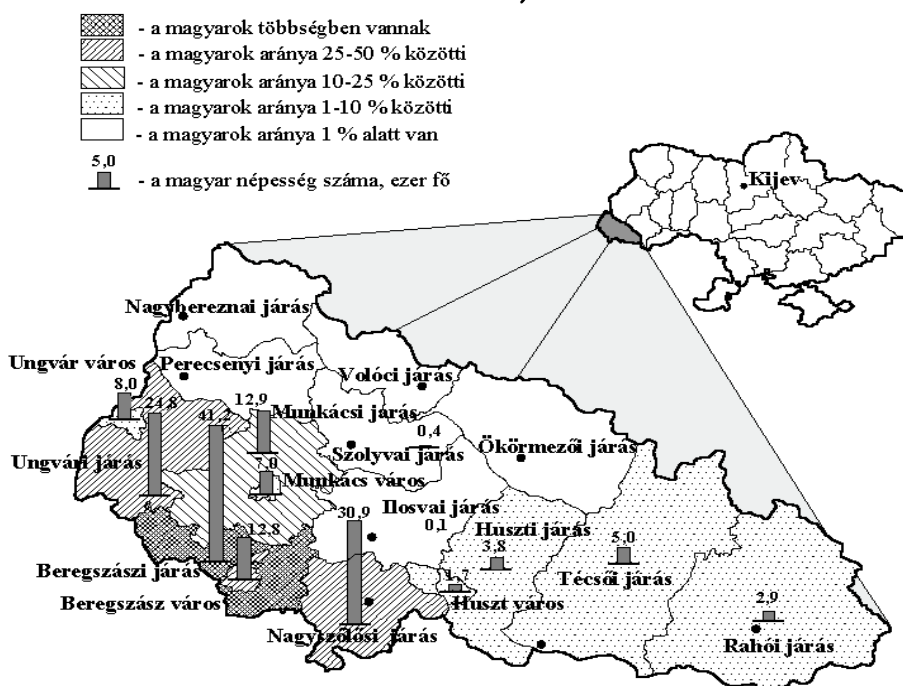 - a magyarok többségben vannak
- a magyarok aránya 25-50 % közötti
- a magyarok aránya 10-25 % közötti
- a magyarok aránya 1-10 % közötti
- a magyarok aránya 1 % alatt van
5,0
- a magyar népesség száma, ezer fő
Kijev
Nagybereznai járás
Ungvár város
8,0
Perecsenyi járás
Volóci járás
24,8
41,2
12,9
Munkácsi járás
0,4
Szolyvai járás
Ökörmezői járás
Ungvári járás
7,0
Munkács város
Ilosvai járás
0,1
30,9
12,8
Huszti járás
3,8
5,0
Beregszászi járás
Técsői járás
1,7
Beregszász város
Huszt város
2,9
Nagyszőlősi járás
Rahói járás